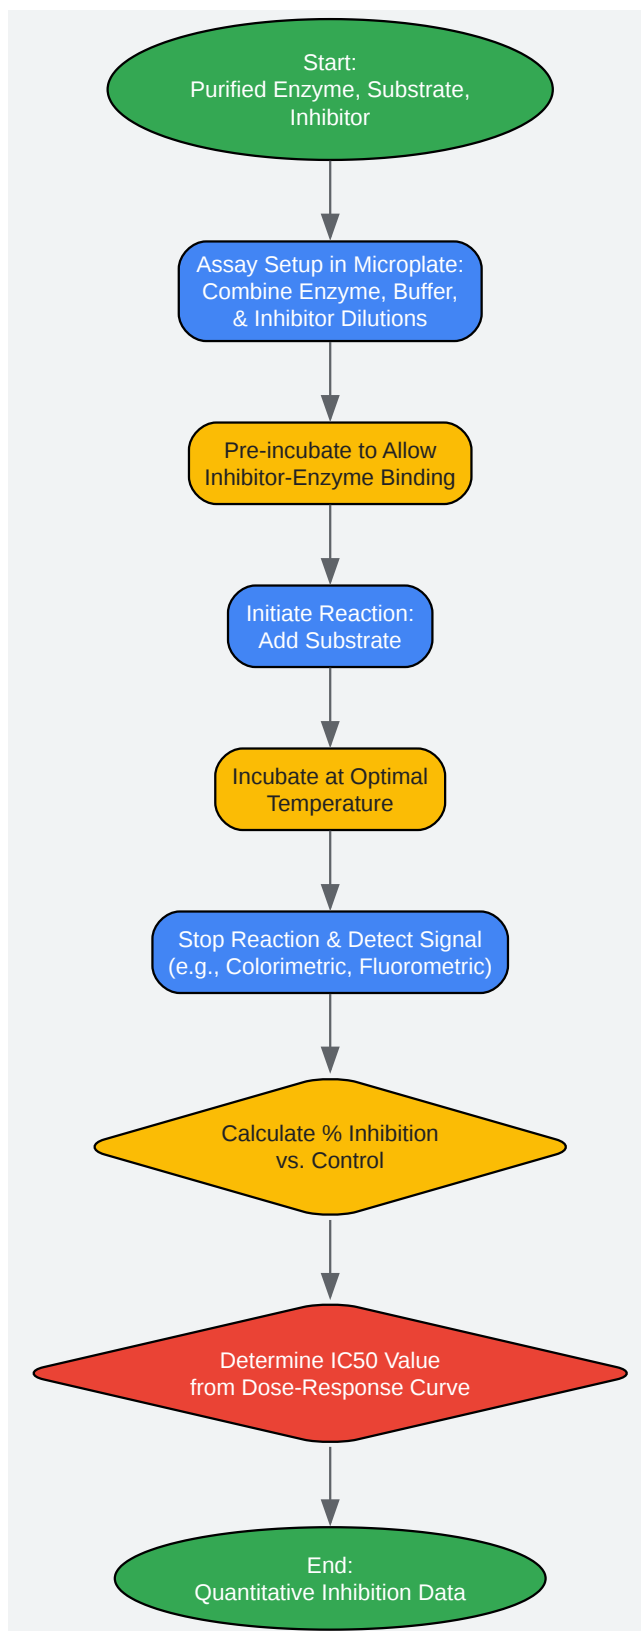 Start:
Purified Enzyme, Substrate,
Inhibitor
Assay Setup in Microplate:
Combine Enzyme, Buffer,
& Inhibitor Dilutions
Pre-incubate to Allow
Inhibitor-Enzyme Binding
Initiate Reaction:
Add Substrate
Incubate at Optimal
Temperature
Stop Reaction & Detect Signal
(e.g., Colorimetric, Fluorometric)
Calculate % Inhibition
vs. Control
Determine IC50 Value
from Dose-Response Curve
End:
Quantitative Inhibition Data